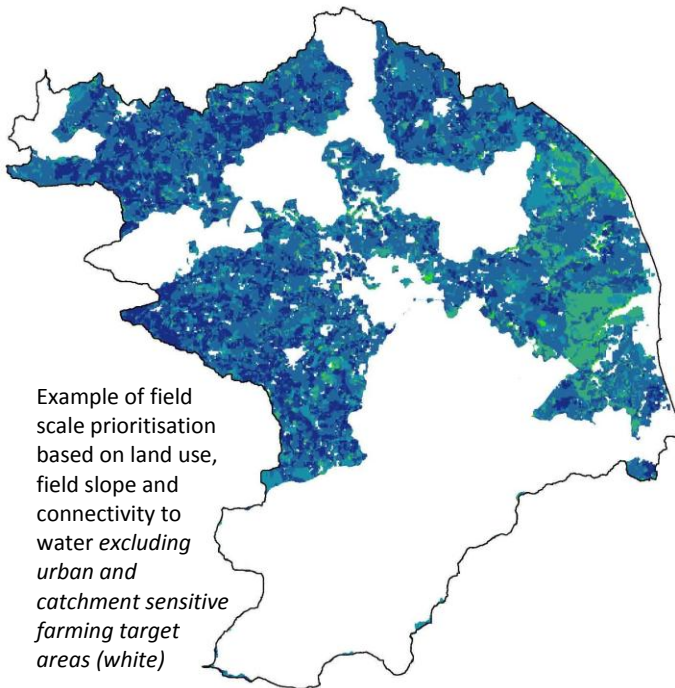 Example of field
scale prioritisation
based on land use,
field slope and
connectivity to
water excluding
urban and
catchment sensitive
farming target
areas (white)